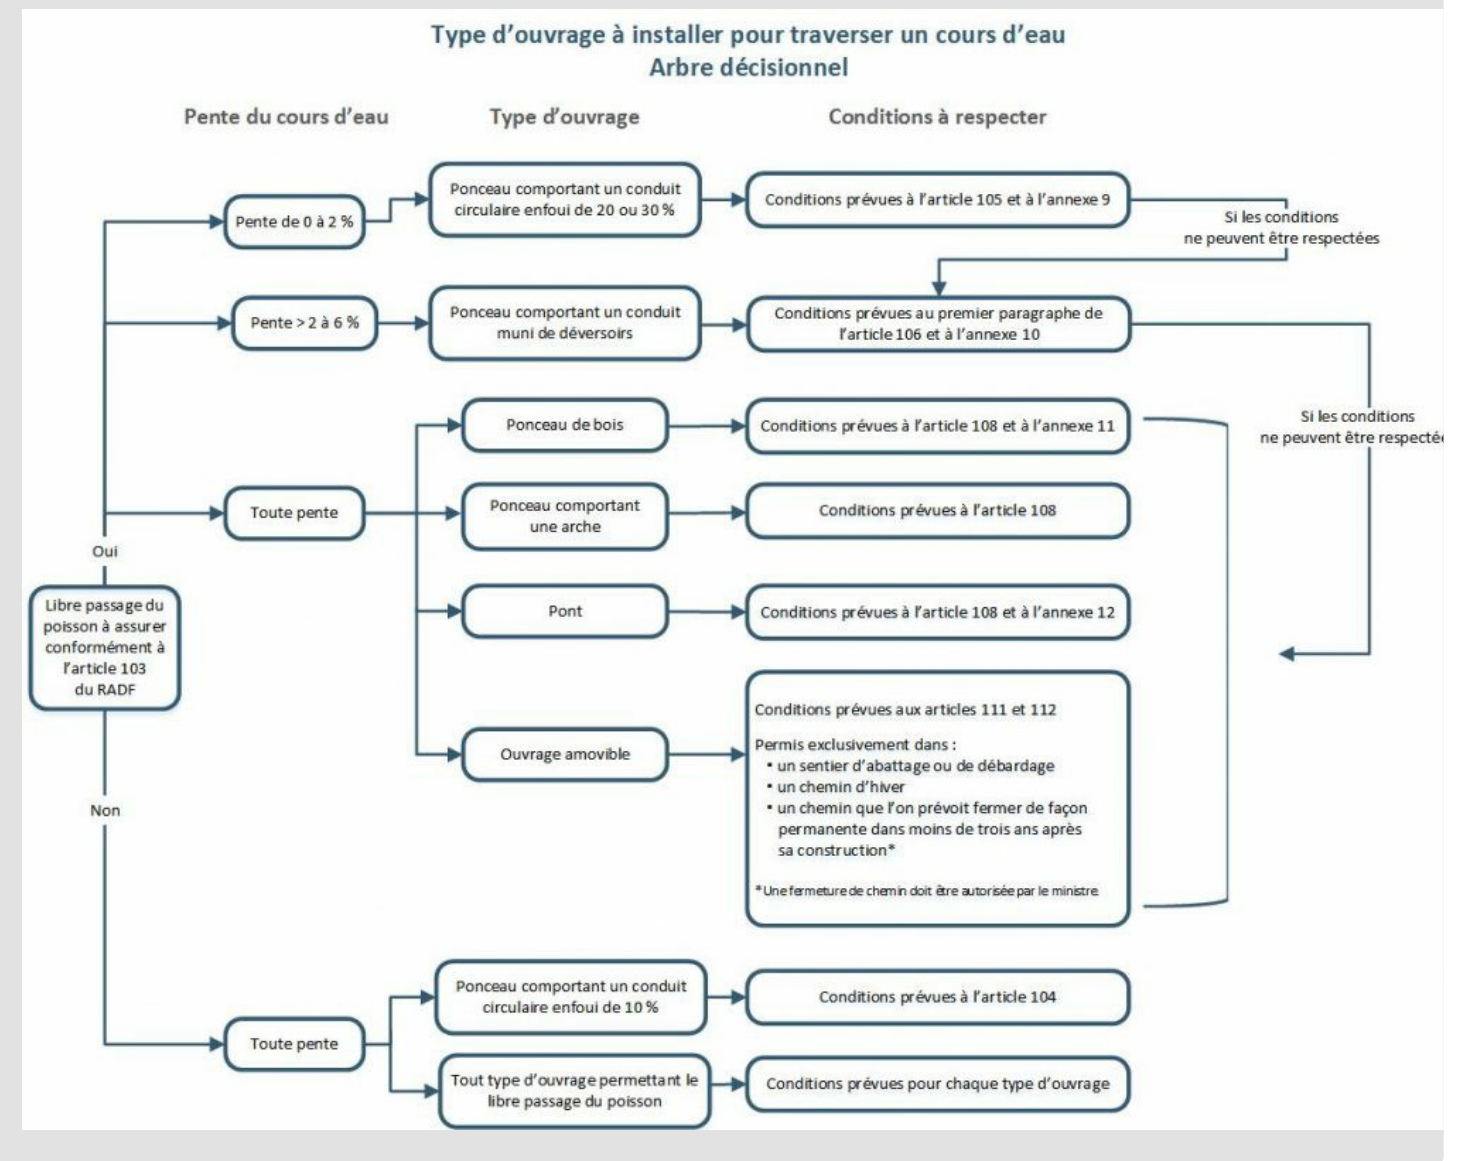 Type d'ouvrage à installer pour traverser un cours d'eau
Arbre décisionnel
Pente du cours d'eau
Type d'ouvrage
Conditions à respecter
Pente de 0 à 2 %
Ponceau comportant un conduit
circulaire enfoui de 20 ou 30 %
Conditions prévues à l'article 105 et à l'annexe 9
Si les conditions
ne peuvent être respectées
Pente > 2 à 6 %
Ponceau comportant un conduit
muni de déversoirs
Conditions prévues au premier paragraphe de
l'article 106 et à l'annexe 10
Si les conditions
ne peuvent être respectée
Toute pente
Ponceau de bois
Conditions prévues à l'article 108 et à l'annexe 11
Ponceau comportant
une arche
Conditions prévues à l'article 108
Pont
Conditions prévues à l'article 108 et à l'annexe 12
Ouvrage amovible
Conditions prévues aux articles 111 et 112
Permis exclusivement dans :
• un sentier d'abattage ou de débardage
• un chemin d'hiver
• un chemin que l'on prévoit fermer de façon
permanente dans moins de trois ans après
sa construction*
*Une fermeture de chemin doit être autorisée par le ministre.
Oui
Libre passage du
poisson à assurer
conformément à
l'article 103
du RADF
Non
Toute pente
Ponceau comportant un conduit
circulaire enfoui de 10 %
Conditions prévues à l'article 104
Tout type d'ouvrage permettant le
libre passage du poisson
Conditions prévues pour chaque type d'ouvrage